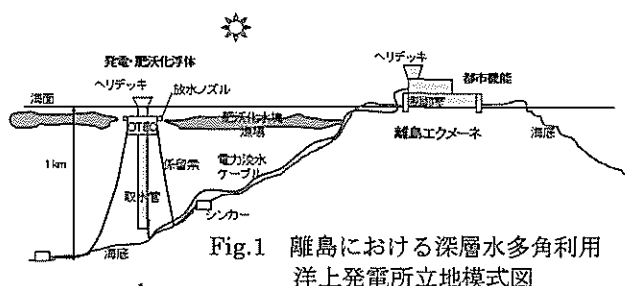 発電・肥沃化浮体
ヘリデッキ
放水ノズル
海面
OTEC
肥沃化水塊
漁場
1km
係留索
取水管
電力淡水
ケーブル
シンカー
海底
ヘリデッキ
都市機能
離島エクメーネ
海底
Fig.1 離島における深層水多角利用
洋上発電所立地模式図